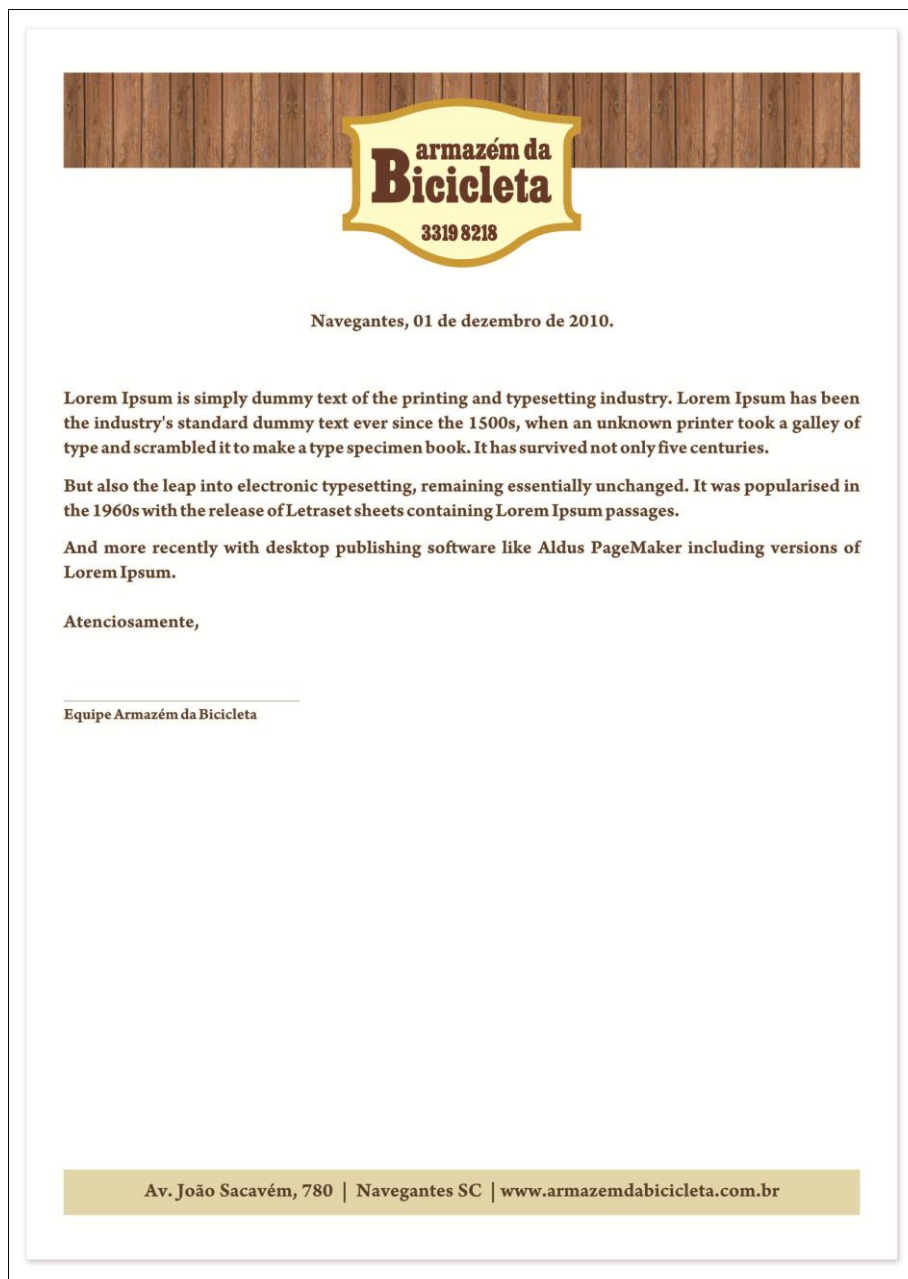 armazém da
Bicicleta
3319 8218
Navegantes, 01 de dezembro de 2010.
Lorem Ipsum is simply dummy text of the printing and typesetting industry. Lorem Ipsum has been
the industry's standard dummy text ever since the 1500s, when an unknown printer took a galley of
type and scrambled it to make a type specimen book. It has survived not only five centuries.
But also the leap into electronic typesetting, remaining essentially unchanged. It was popularised in
the 1960s with the release of Letraset sheets containing Lorem Ipsum passages.
And more recently with desktop publishing software like Aldus PageMaker including versions of
Lorem Ipsum.
Atenciosamente,
Equipe Armazém da Bicicleta
Av. João Sacavém, 780 | Navegantes SC | www.armazemdabicicleta.com.br